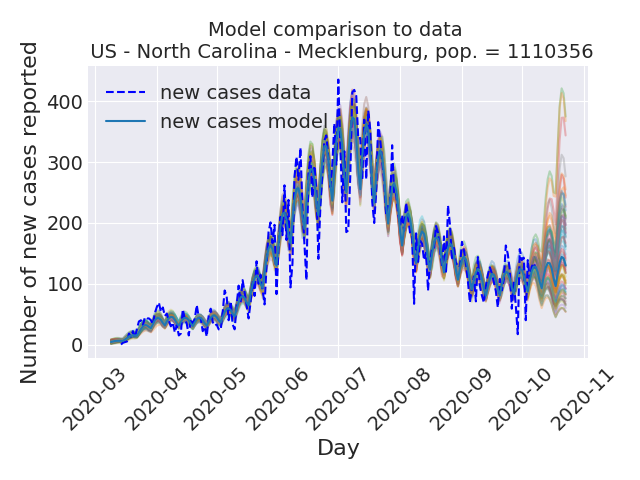 Model comparison to data
US - North Carolina - Mecklenburg, pop. = 1110356
Number of new cases reported
400
300
200
100
0
new cases data
new cases model
2020-03
2020-04
2020-05
2020-06
2020-07
2020-08
2020-09
2020-10
2020-11
Day